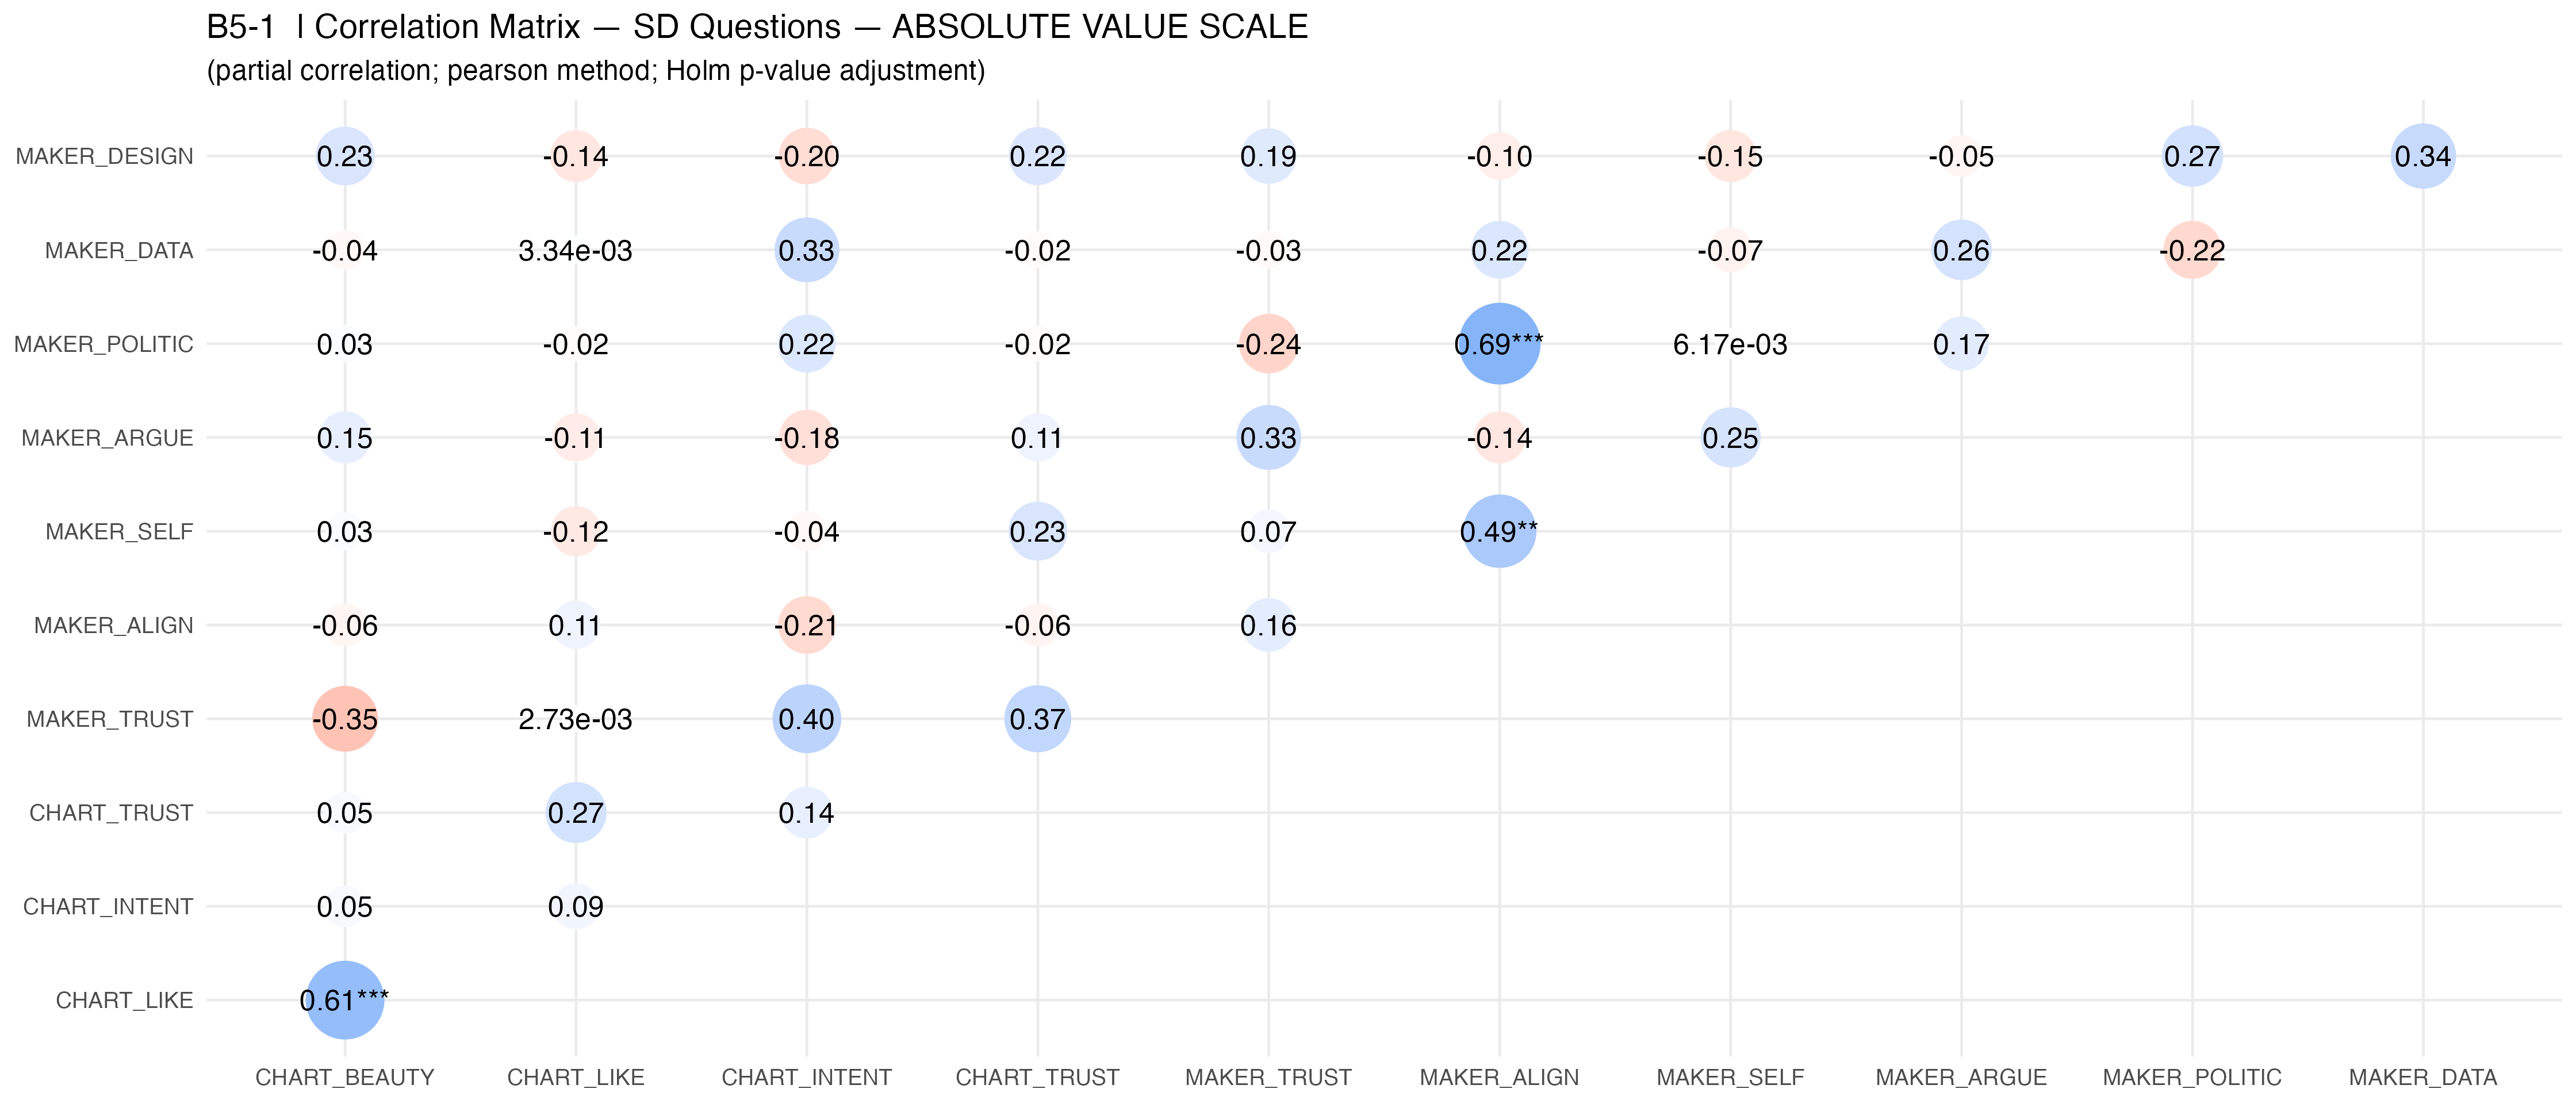 B5-1 | Correlation Matrix — SD Questions — ABSOLUTE VALUE SCALE
(partial correlation; pearson method; Holm p-value adjustment)
MAKER_DESIGN 0.23 -0.14 -0.20 0.22 0.19 -0.10 -0.15 -0.05 0.27 0.34
MAKER_DATA -0.04 3.34e-03 0.33 -0.02 -0.03 0.22 -0.07 0.26 -0.22
MAKER_POLITIC 0.03 -0.02 0.22 -0.02 -0.24 0.69*** 6.17e-03 0.17
MAKER_ARGUE 0.15 -0.11 -0.18 0.11 0.33 -0.14 0.25
MAKER_SELF 0.03 -0.12 -0.04 0.23 0.07 0.49**
MAKER_ALIGN -0.06 0.11 -0.21 -0.06 0.16
MAKER_TRUST -0.35 2.73e-03 0.40 0.37
CHART_TRUST 0.05 0.27 0.14
CHART_INTENT 0.05 0.09
CHART_LIKE 0.61***
CHART_BEAUTY CHART_LIKE CHART_INTENT CHART_TRUST MAKER_TRUST MAKER_ALIGN MAKER_SELF MAKER_ARGUE MAKER_POLITIC MAKER_DATA